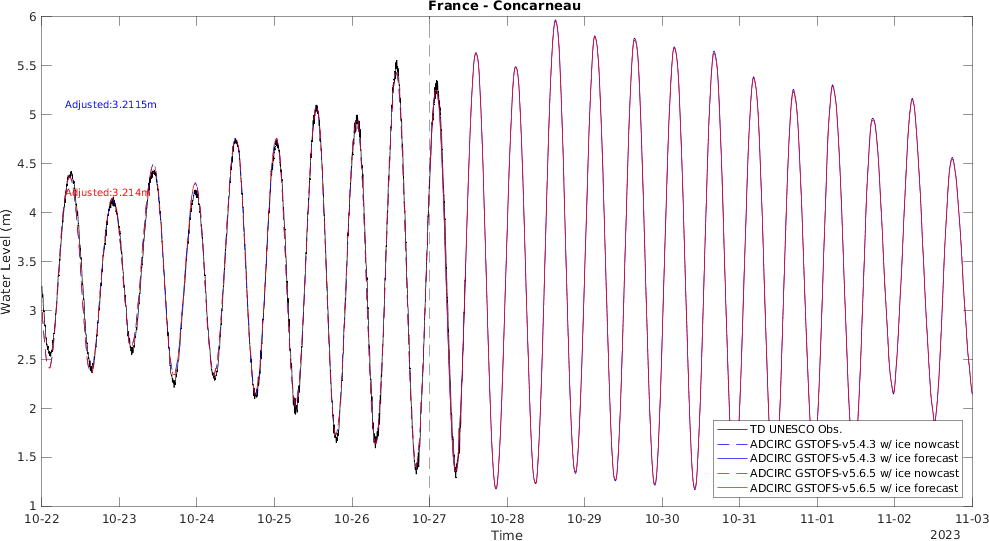 France - Concarneau
6
5.5
5
4.5
4
3.5
3
2.5
2
1.5
1
Water Level (m)
Adjusted:3.2115m
Adjusted:3.214m
TD UNESCO Obs.
ADCIRC GSTOFS-v5.4.3 w/ ice nowcast
ADCIRC GSTOFS-v5.4.3 w/ ice forecast
ADCIRC GSTOFS-v5.6.5 w/ ice nowcast
ADCIRC GSTOFS-v5.6.5 w/ ice forecast
10-22 10-23 10-24 10-25 10-26 10-27 10-28 10-29 10-30 10-31 11-01 11-02 11-03
Time
2023